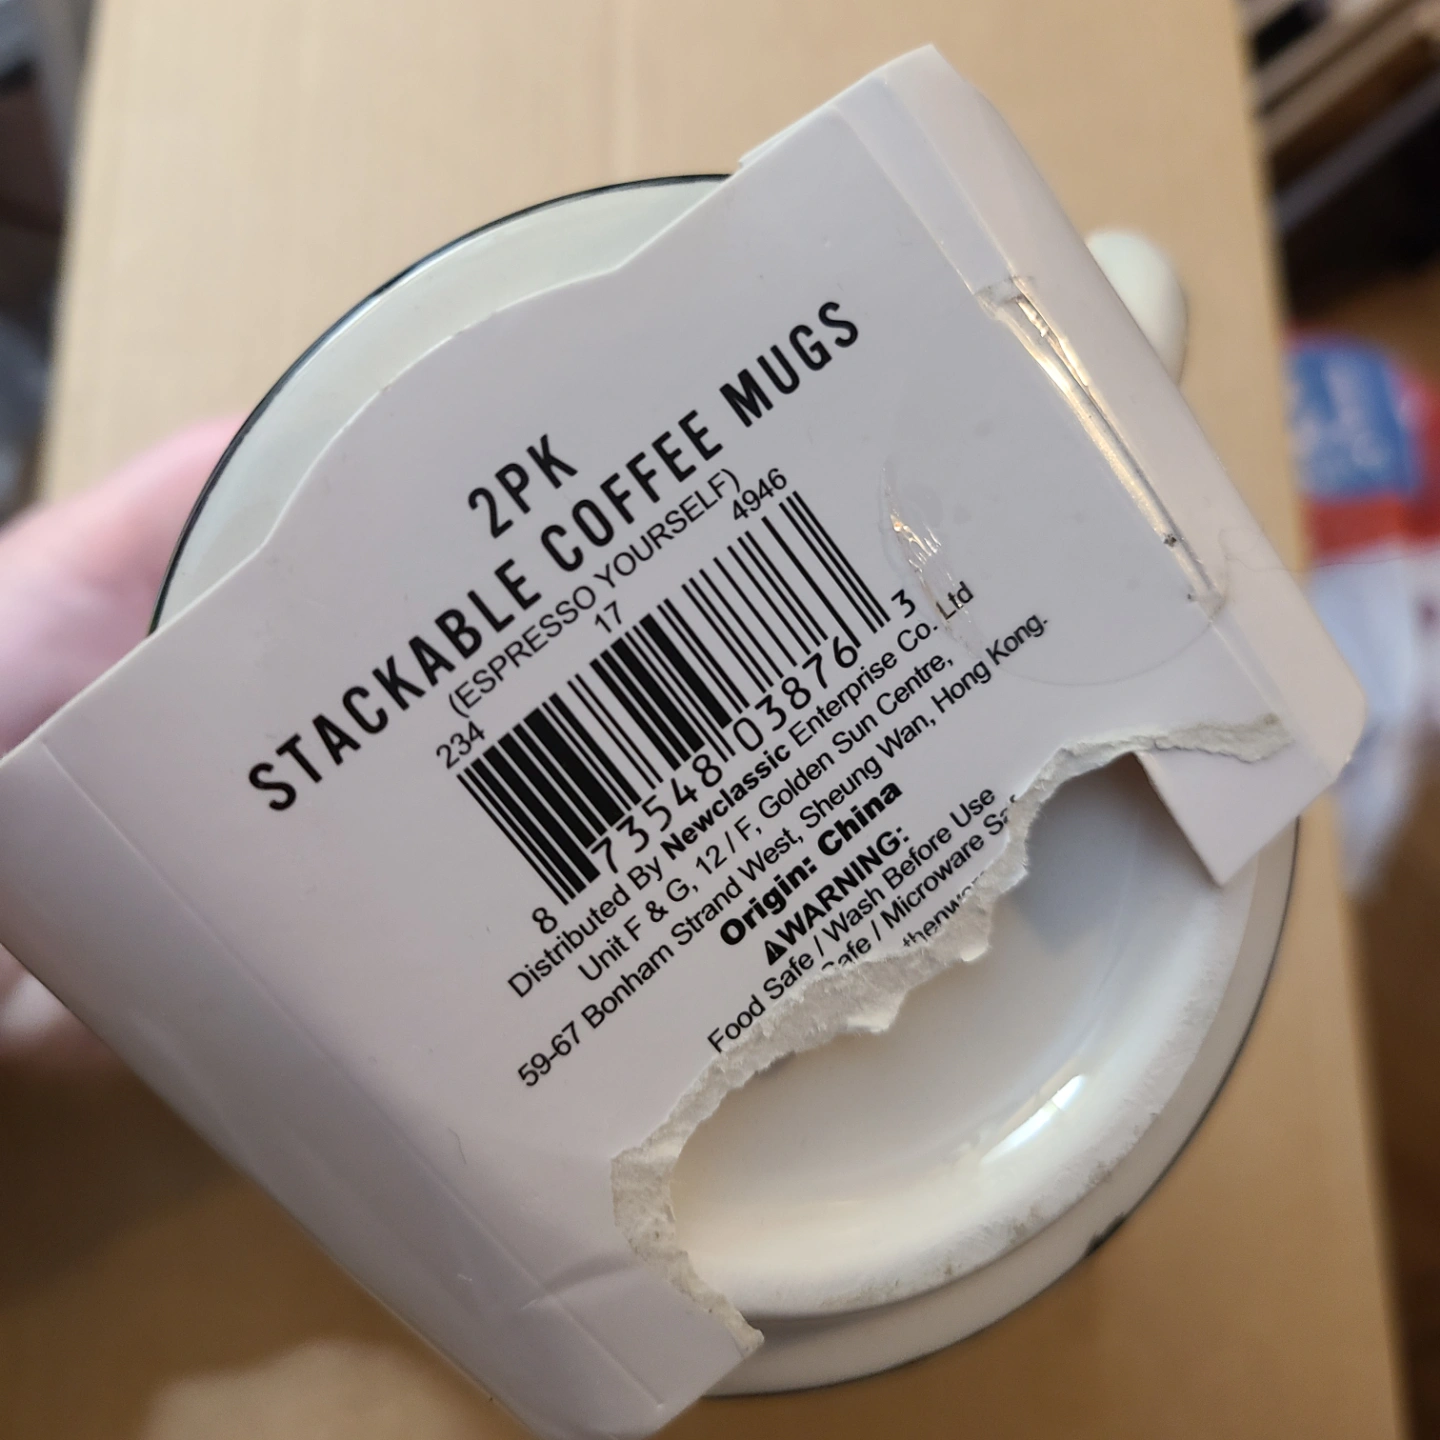 2PK
STACKABLE COFFEE MUGS
(ESPRESSO YOURSELF)
234 17 4946
8 73548 03876 3
Distributed By Newclassic Enterprise Co. Ltd
Unit F & G, 12 / F, Golden Sun Centre,
59-67 Bonham Strand West, Sheung Wan, Hong Kong.
Origin: China
⚠WARNING:
Food Safe / Wash Before Use
Safe / Microware